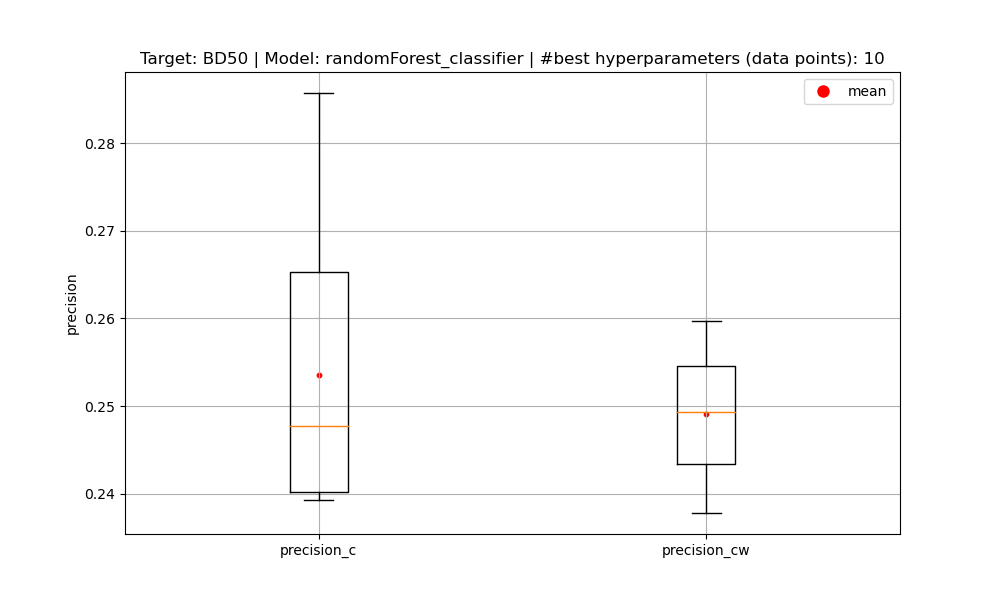 Target: BD50 | Model: randomForest_classifier | #best hyperparameters (data points): 10
mean
0.28
0.27
0.26
0.25
0.24
precision
precision_c
precision_cw